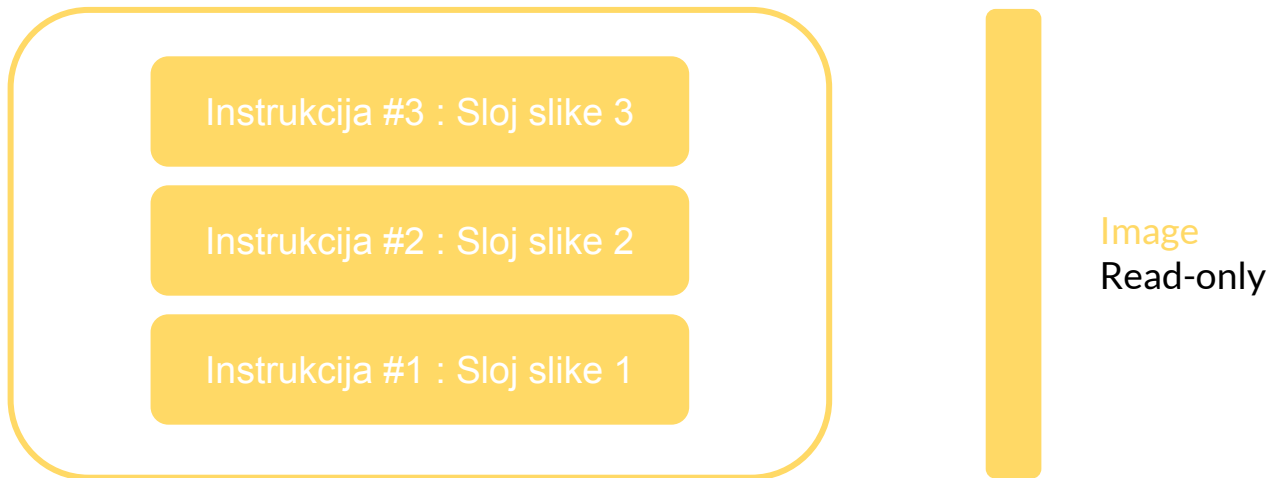 Instrukcija #3 : Sloj slike 3
Instrukcija #2 : Sloj slike 2
Instrukcija #1 : Sloj slike 1
Image
Read-only